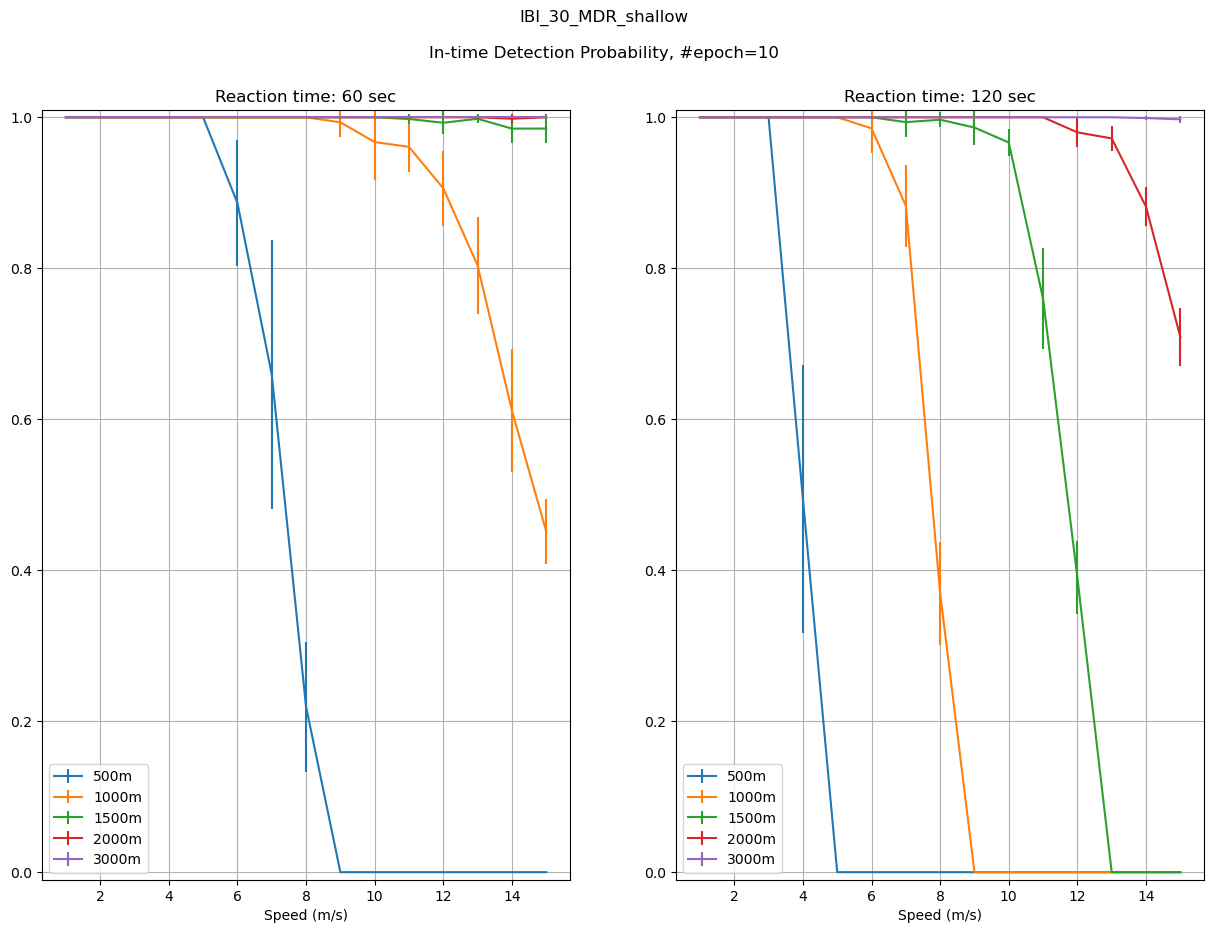 IBI_30_MDR_shallow
In-time Detection Probability, #epoch=10
Reaction time: 60 sec
1.0
0.8
0.6
0.4
0.2
0.0
500m
1000m
1500m
2000m
3000m
2 4 6 8 10 12 14
Speed (m/s)
Reaction time: 120 sec
1.0
0.8
0.6
0.4
0.2
0.0
500m
1000m
1500m
2000m
3000m
2 4 6 8 10 12 14
Speed (m/s)